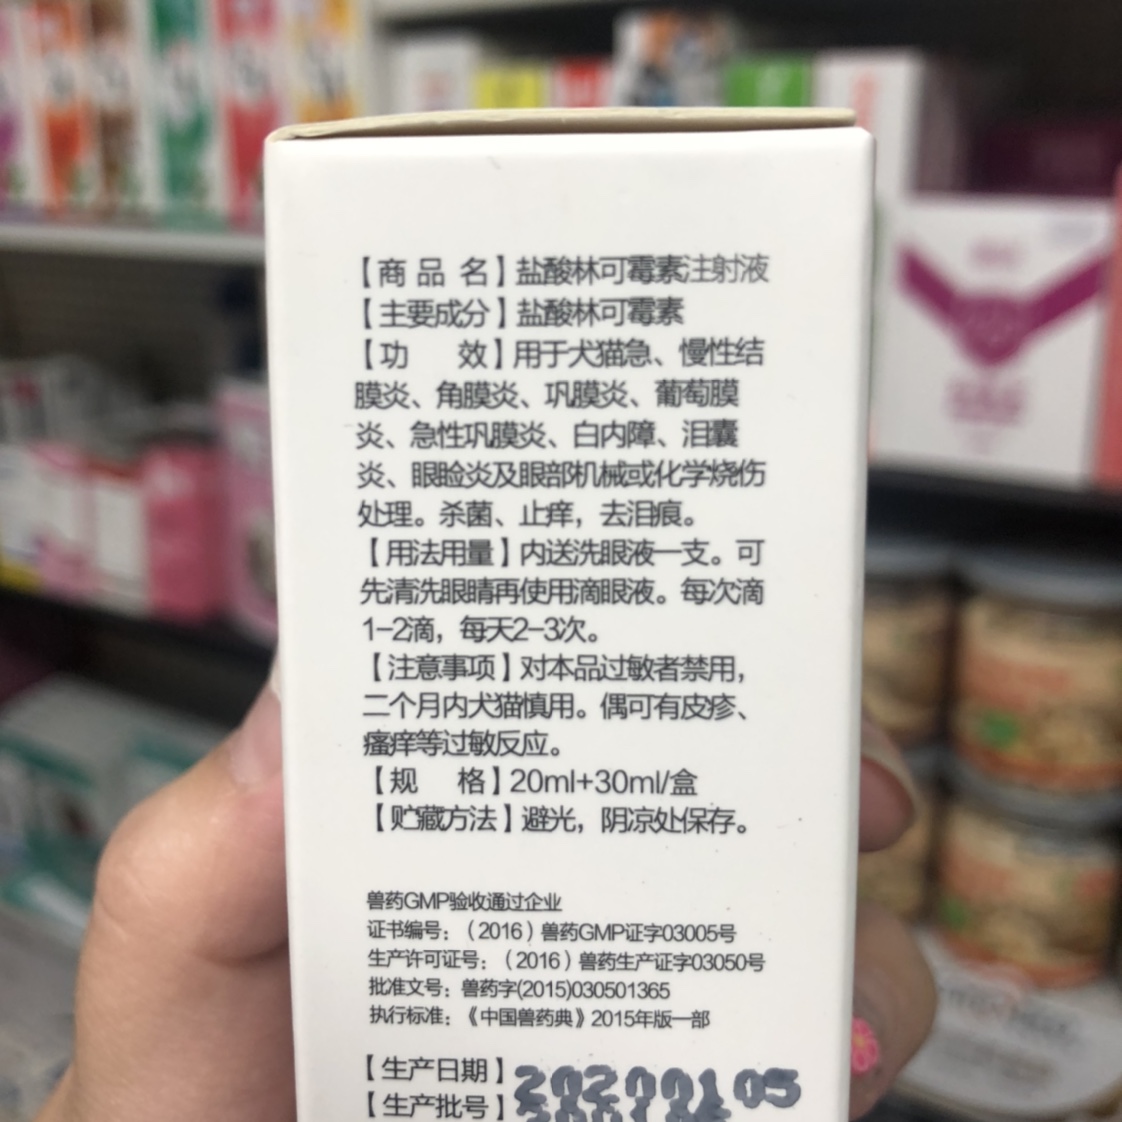 【商品名】盐酸林可霉素注射液
【主要成分】盐酸林可霉素
【功 效】用于犬猫急、慢性结
膜炎、角膜炎、巩膜炎、葡萄膜
炎、急性巩膜炎、白内障、泪囊
炎、眼睑炎及眼部机械或化学烧伤
处理。杀菌、止痒，去泪痕。
【用法用量】内送洗眼液一支。可
先清洗眼睛再使用滴眼液。每次滴
1-2滴，每天2-3次。
【注意事项】对本品过敏者禁用，
二个月内犬猫慎用。偶可有皮疹、
瘙痒等过敏反应。
【规 格】20ml+30ml/盒
【贮藏方法】避光，阴凉处保存。
兽药GMP验收通过企业
证书编号：（2016）兽药GMP证字03005号
生产许可证号：（2016）兽药生产证字03050号
批准文号：兽药字(2015)030501365
执行标准：《中国兽药典》2015年版一部
【生产日期】
【生产批号】